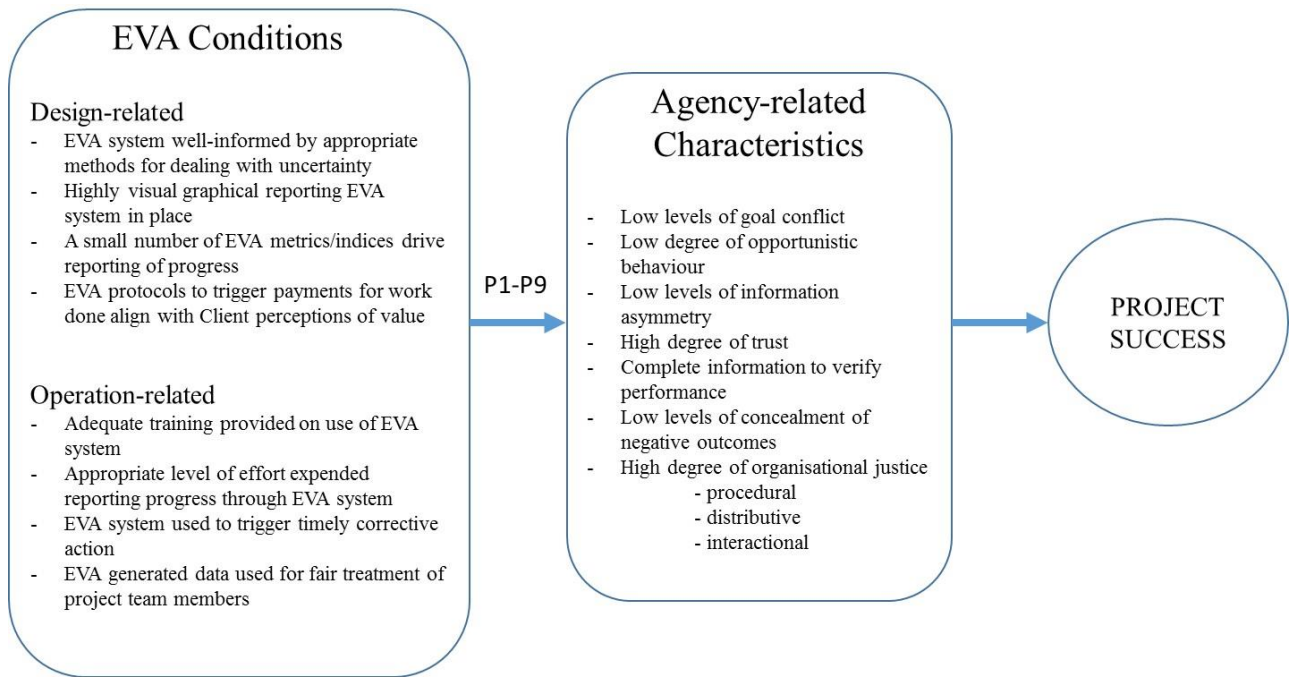 EVA Conditions
Design-related
- EVA system well-informed by appropriate
methods for dealing with uncertainty
- Highly visual graphical reporting EVA
system in place
- A small number of EVA metrics/indices drive
reporting of progress
- EVA protocols to trigger payments for work
done align with Client perceptions of value
Operation-related
- Adequate training provided on use of EVA
system
- Appropriate level of effort expended
reporting progress through EVA system
- EVA system used to trigger timely corrective
action
- EVA generated data used for fair treatment of
project team members
P1-P9
Agency-related
Characteristics
- Low levels of goal conflict
- Low degree of opportunistic
behaviour
- Low levels of information
asymmetry
- High degree of trust
- Complete information to verify
performance
- Low levels of concealment of
negative outcomes
- High degree of organisational justice
- procedural
- distributive
- interactional
PROJECT
SUCCESS